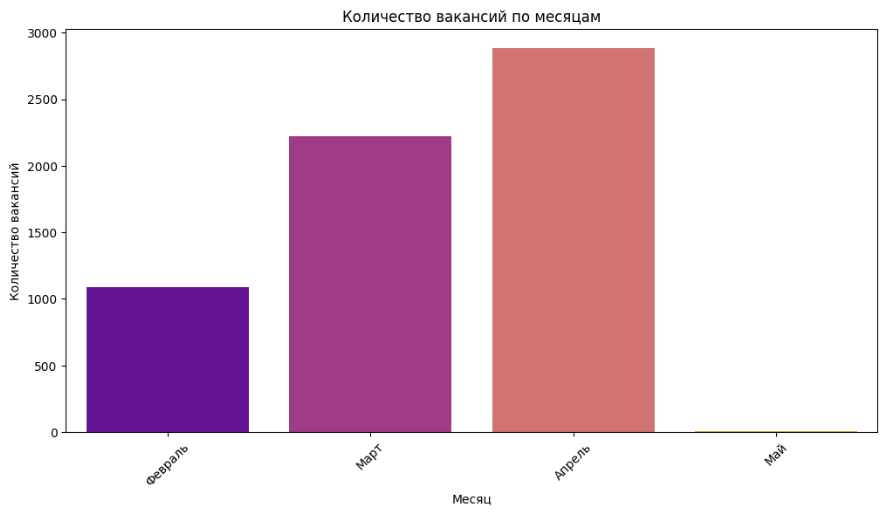 Количество вакансий по месяцам
3000
2500
2000
1500
1000
500
0
Количество вакансий
Февраль
Март
Апрель
Май
Месяц